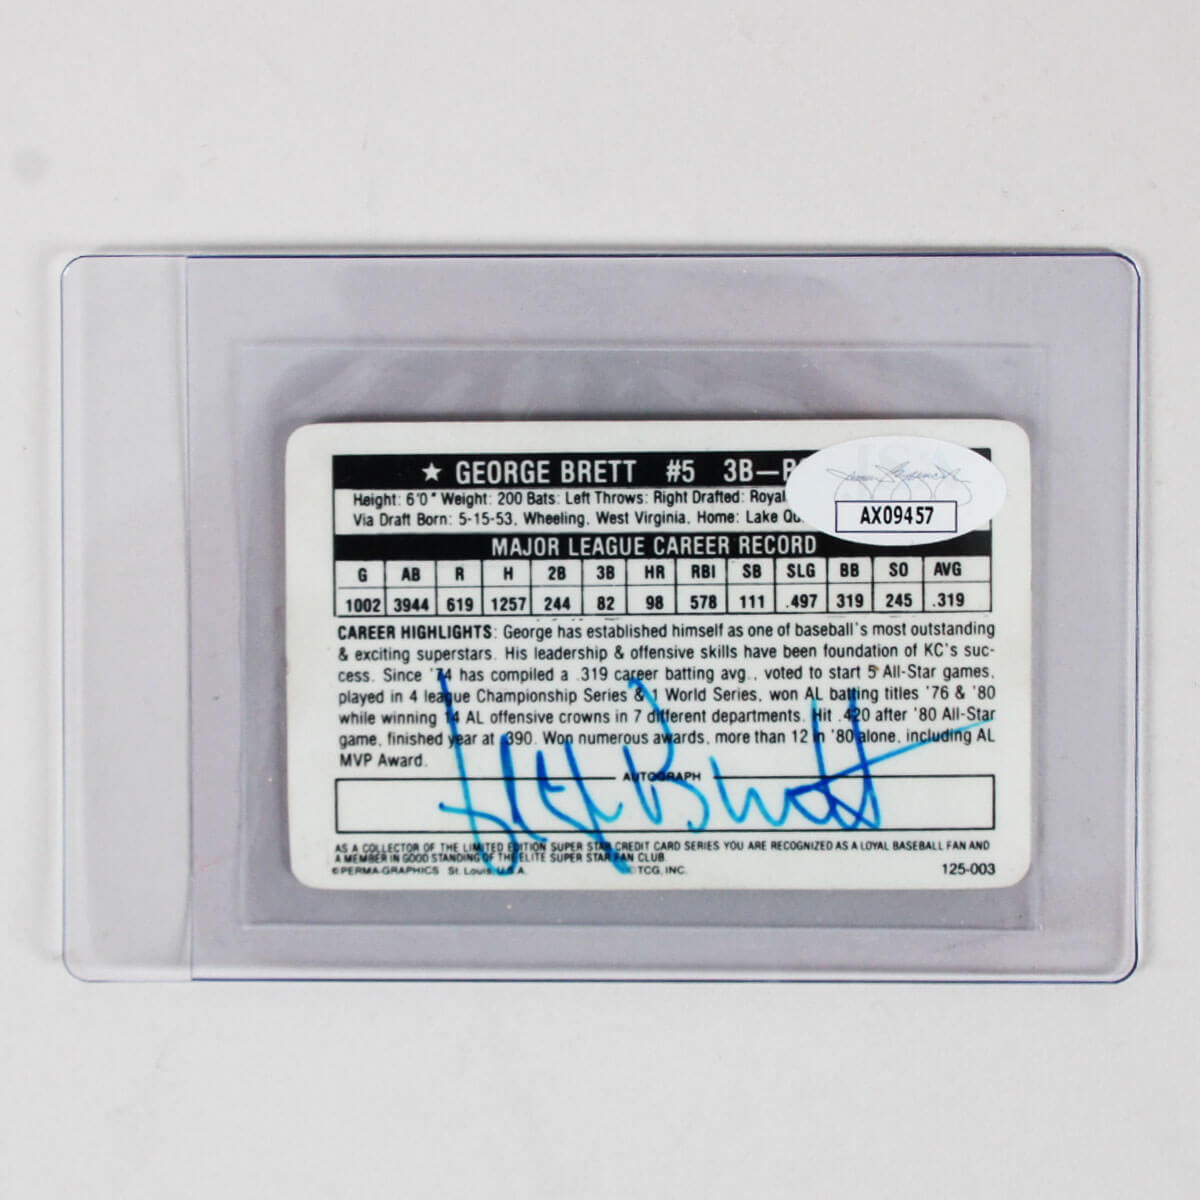 ★ GEORGE BRETT #5 3B—
Height: 6'0" Weight: 200 Bats: Left Throws: Right Drafted: Royal
Via Draft Born: 5-15-53, Wheeling, West Virginia, Home: Lake
AX09457
MAJOR LEAGUE CAREER RECORD
G AB R H 2B 3B HR RBI SB SLG BB SO AVG
1002 3944 619 1257 244 82 98 578 111 .497 319 245 .319
CAREER HIGHLIGHTS: George has established himself as one of baseball's most outstanding
& exciting superstars. His leadership & offensive skills have been foundation of KC's suc-
cess. Since '74 has compiled a .319 career batting avg., voted to start 5 All-Star games,
played in 4 league Championship Series & 1 World Series, won AL batting titles '76 & '80
while winning 14 AL offensive crowns in 7 different departments. Hit .420 after '80 All-Star
game, finished year at .390. Won numerous awards, more than 12 in '80 alone, including AL
MVP Award.
AUTOGRAPH
George Brett
AS A COLLECTOR OF THE LIMITED EDITION SUPER STAR CREDIT CARD SERIES YOU ARE RECOGNIZED AS A LOYAL BASEBALL FAN AND
A MEMBER IN GOOD STANDING OF THE ELITE SUPER STAR FAN CLUB.
©PERMA-GRAPHICS St. Louis, U.S.A. ©TCG, INC. 125-003